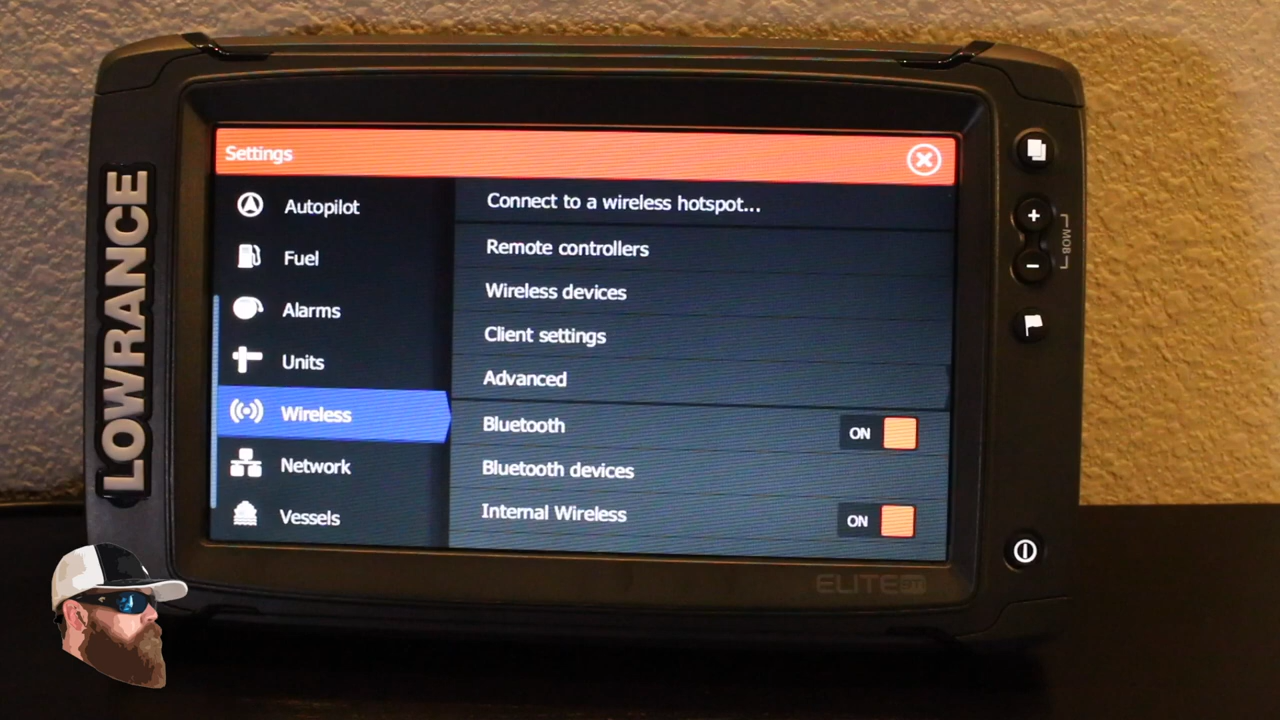 LOWRANCE
Settings
Autopilot
Fuel
Alarms
Units
Wireless
Network
Vessels
Connect to a wireless hotspot...
Remote controllers
Wireless devices
Client settings
Advanced
Bluetooth ON
Bluetooth devices
Internal Wireless ON
+
MOB
−
ELITE